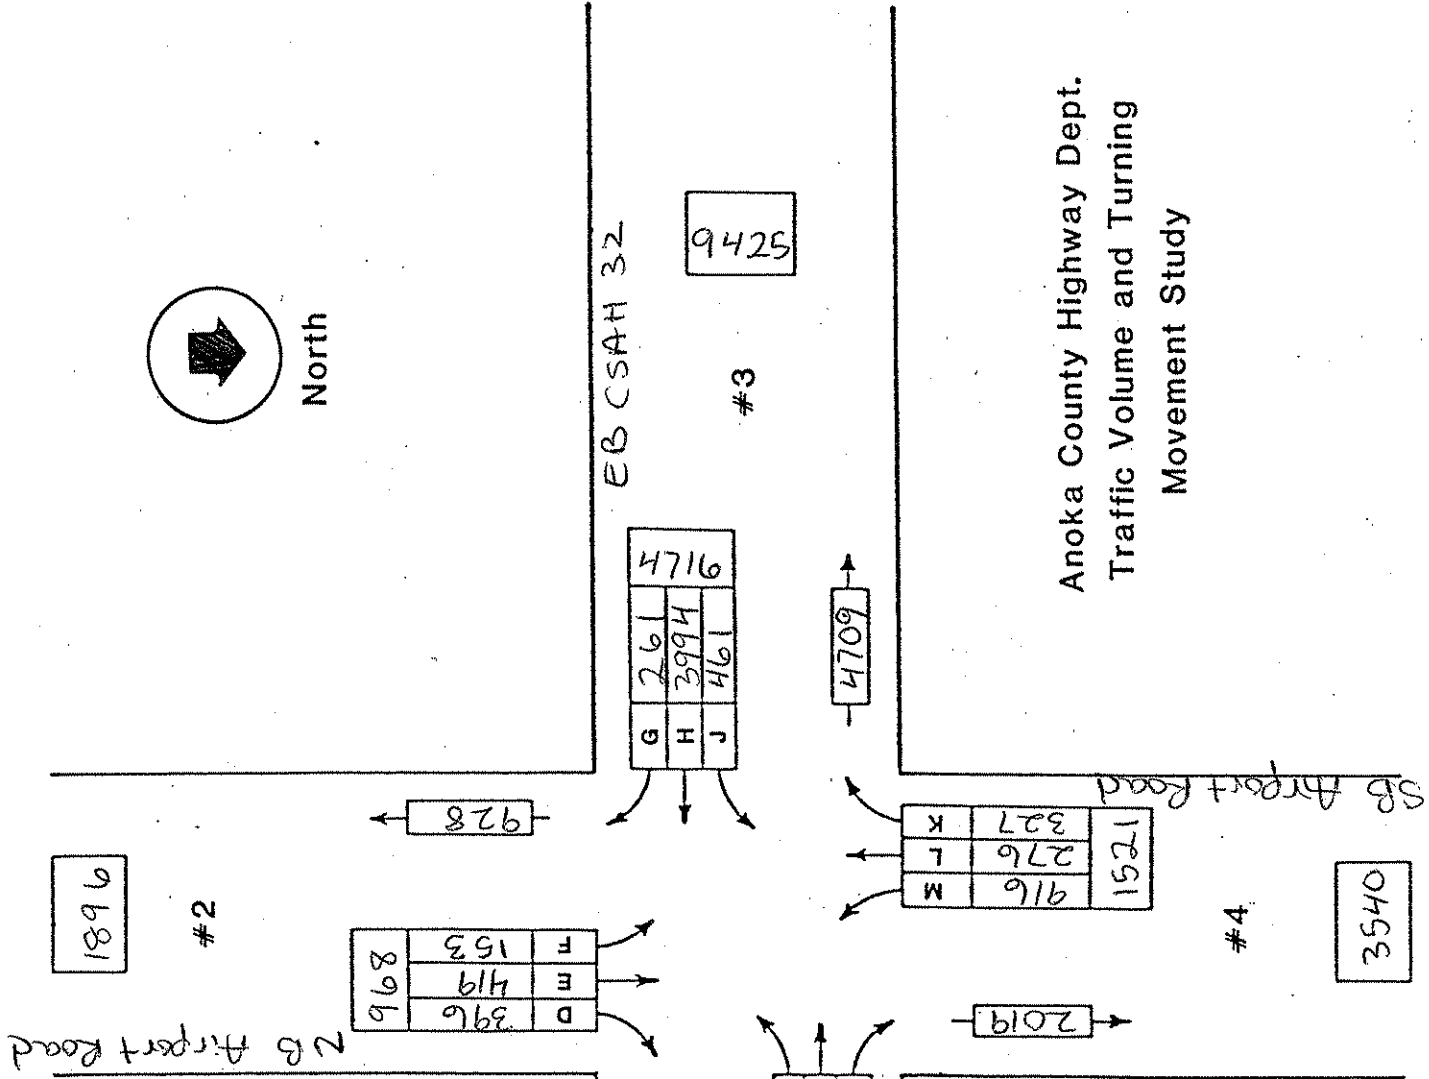 North
EB CSAH 32
9425
#3
4716
G 261
H 3994
J 461
4709
Anoka County Highway Dept.
Traffic Volume and Turning
Movement Study
928
1896
#2
968
D 396
E 419
F 153
NB Airport Road
SB Airport Road
K 327
L 276
M 916
1521
#4
3540
2019